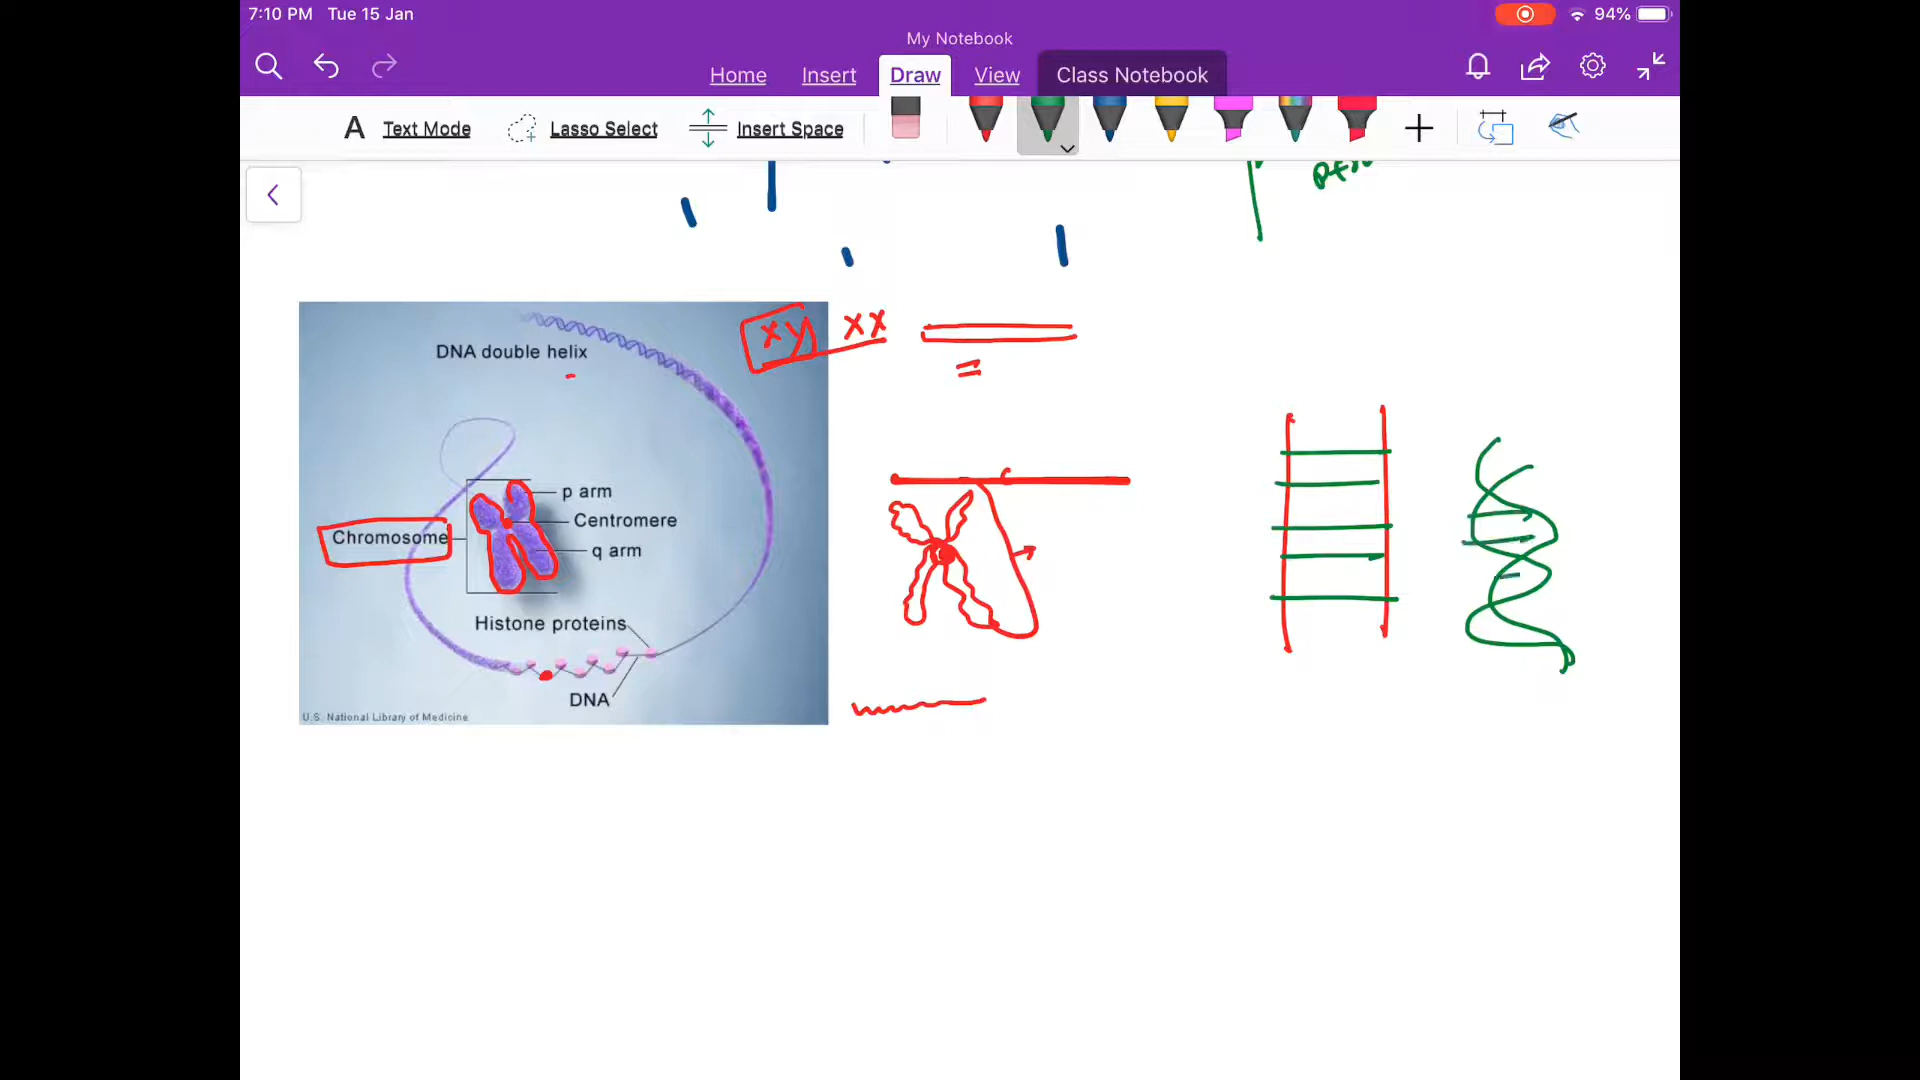 7:10 PM Tue 15 Jan
94%
My Notebook
Home Insert Draw View Class Notebook
A Text Mode Lasso Select Insert Space
xy xx
DNA double helix
p arm
Centromere
Chromosome
q arm
Histone proteins
DNA
U.S. National Library of Medicine